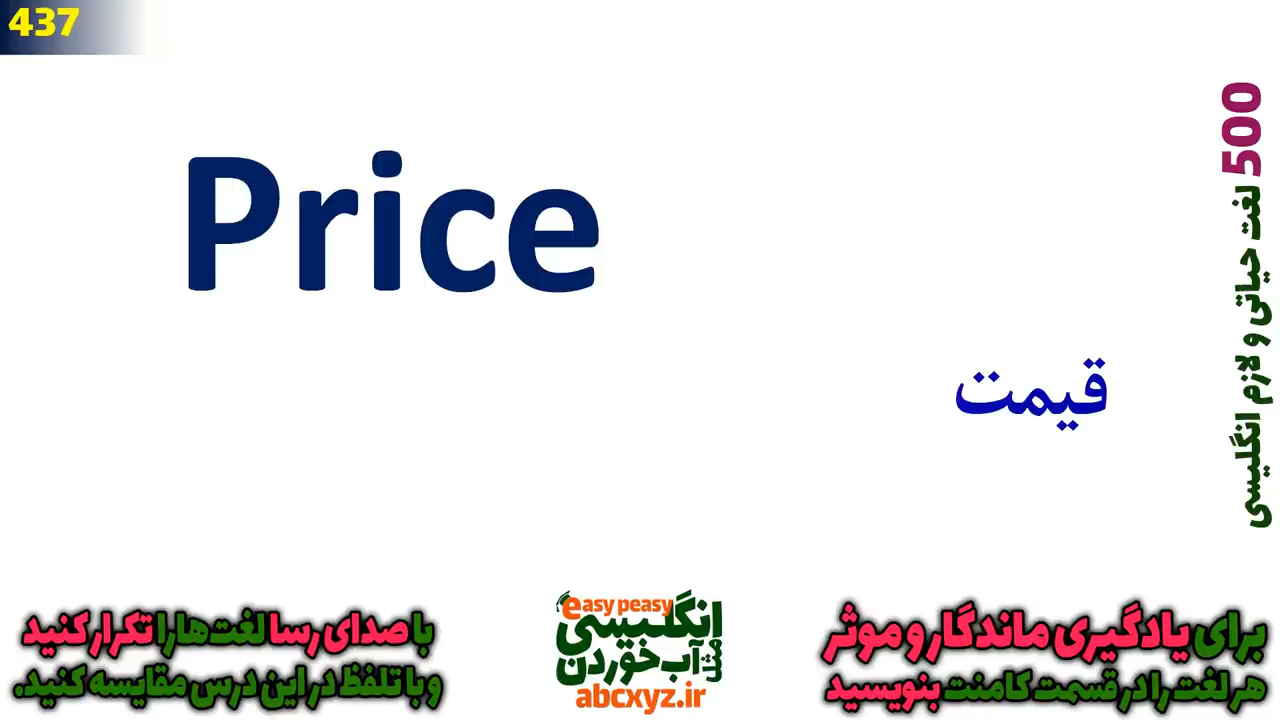 437
Price
قیمت
500 لغت حیاتی و لازم انگلیسی
برای یادگیری ماندگار و موثر
هر لغت را در قسمت کامنت بنویسید
easy peasy
انگلیسی
مثل
آب خوردن
abcxyz.ir
با صدای رسا لغت‌ها را تکرار کنید
و با تلفظ در این درس مقایسه کنید.